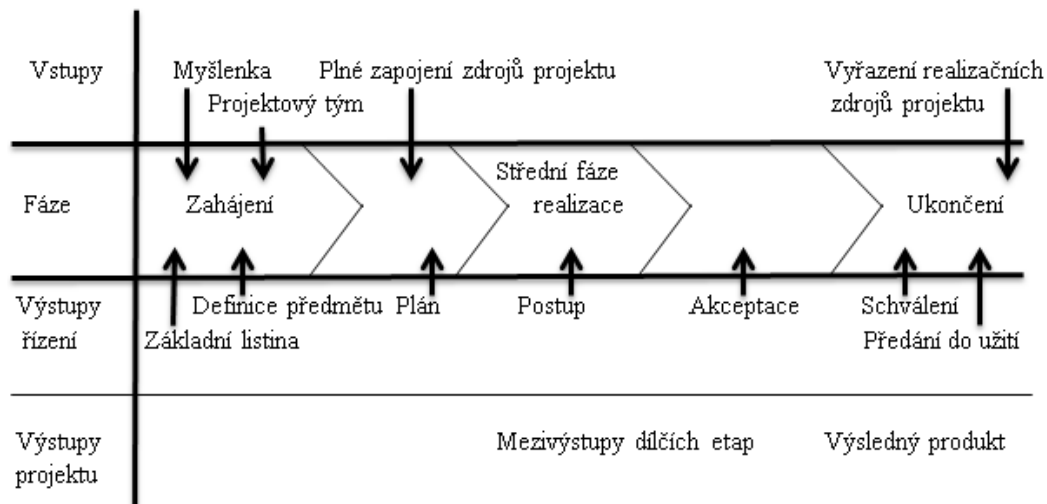 Vstupy
Myšlenka
Projektový tým
Plné zapojení zdrojů projektu
Vyřazení realizačních
zdrojů projektu
Fáze
Zahájení
Střední fáze
realizace
Ukončení
Výstupy
řízení
Definice předmětu
Základní listina
Plán
Postup
Akceptace
Schválení
Předání do užití
Výstupy
projektu
Mezivýstupy dílčích etap
Výsledný produkt